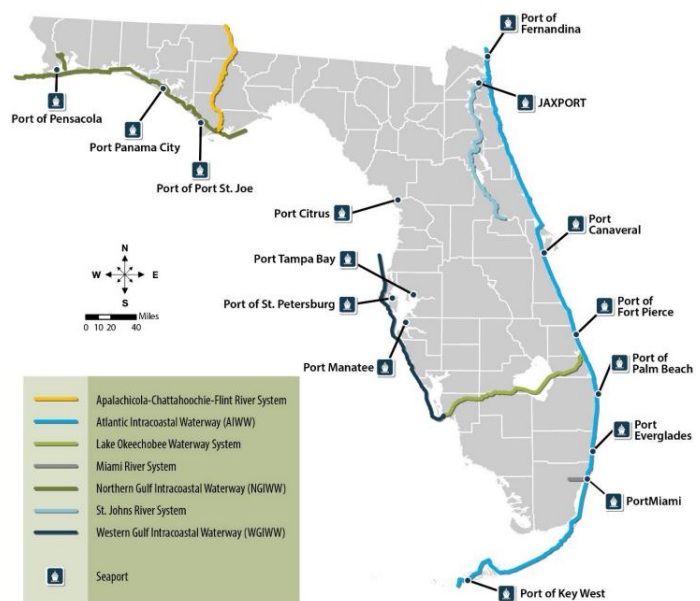 Port of
Fernandina
JAXPORT
Port of Pensacola
Port Panama City
Port of Port St. Joe
Port Citrus
Port
Canaveral
Port Tampa Bay
Port of St. Petersburg
Port of
Fort Pierce
Port Manatee
Port of
Palm Beach
Port
Everglades
PortMiami
Port of Key West
N
W
E
S
Miles
0 10 20 40
Apalachicola-Chattahoochie-Flint River System
Atlantic Intracoastal Waterway (AIWW)
Lake Okeechobee Waterway System
Miami River System
Northern Gulf Intracoastal Waterway (NGIWW)
St. Johns River System
Western Gulf Intracoastal Waterway (WGIWW)
Seaport